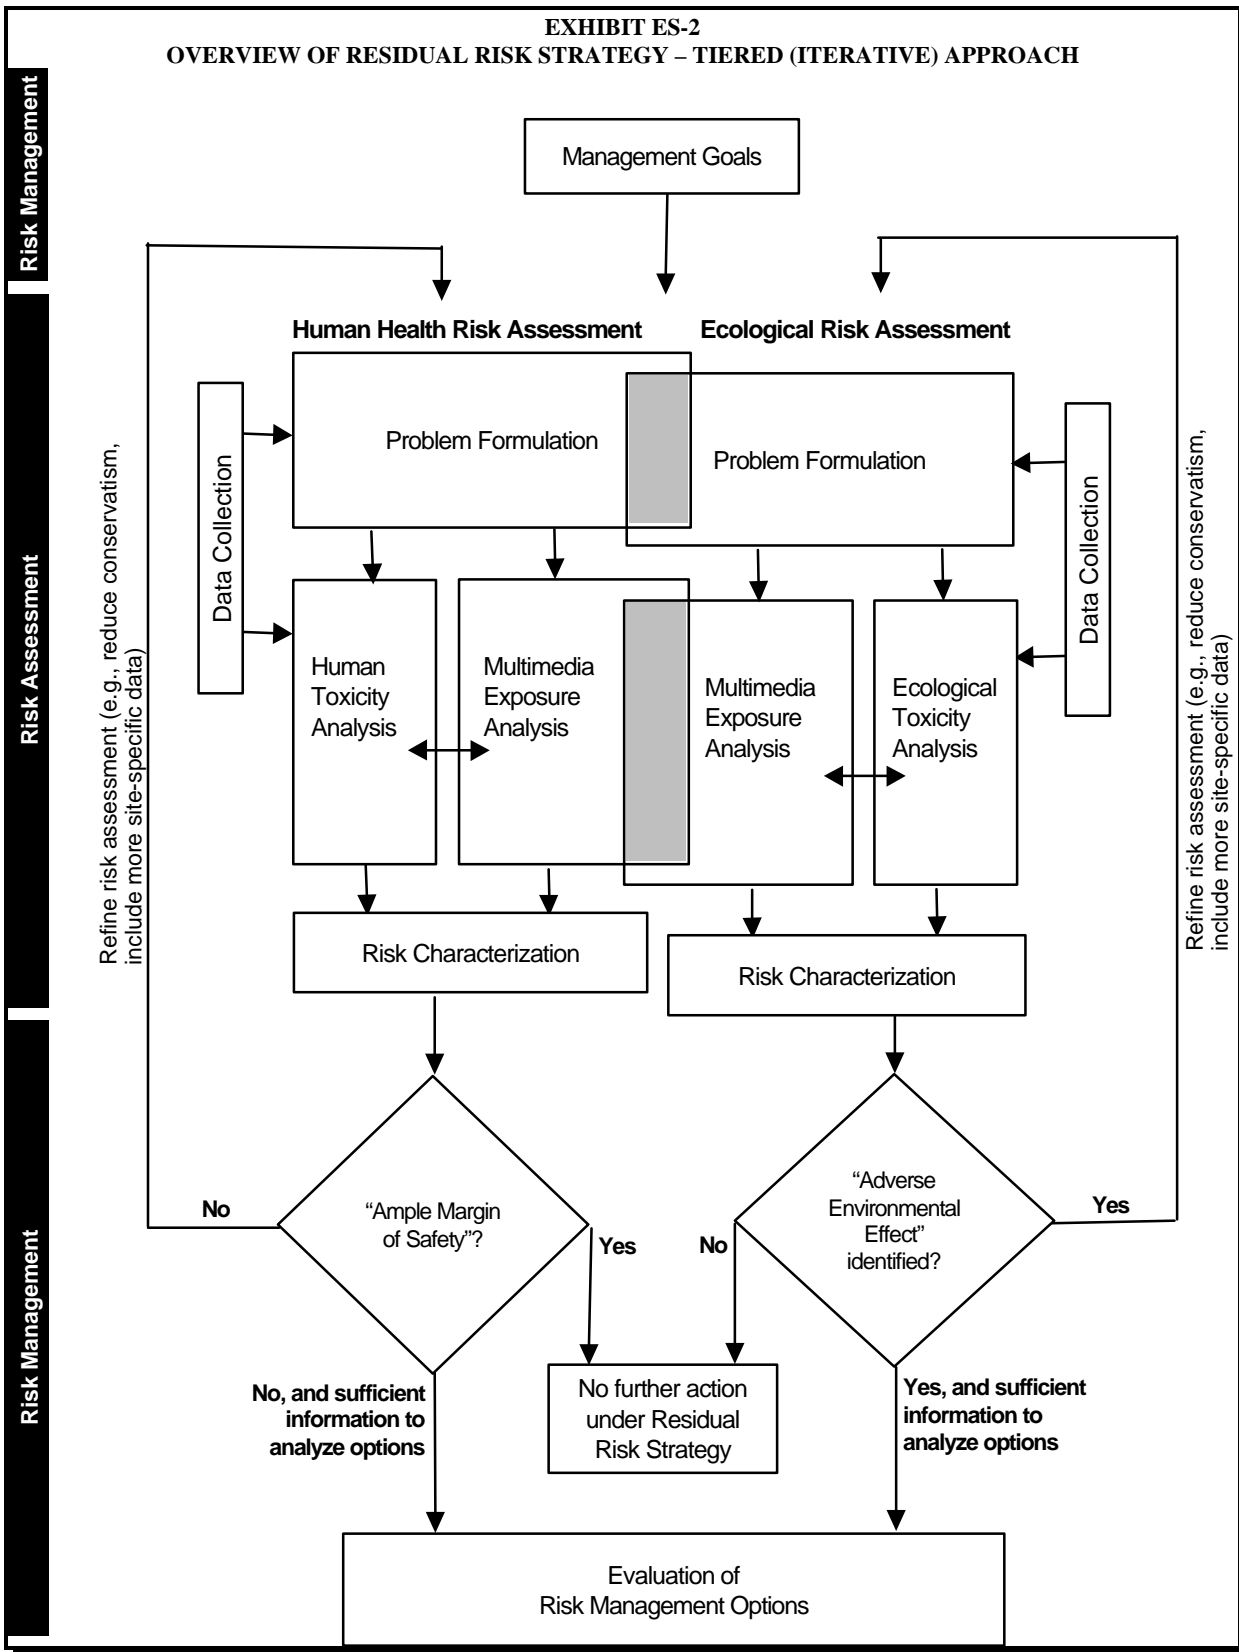 EXHIBIT ES-2
OVERVIEW OF RESIDUAL RISK STRATEGY – TIERED (ITERATIVE) APPROACH
Risk Management
Management Goals
Human Health Risk Assessment
Ecological Risk Assessment
Risk Assessment
Refine risk assessment (e.g., reduce conservatism,
include more site-specific data)
Data Collection
Problem Formulation
Problem Formulation
Data Collection
Refine risk assessment (e.g., reduce conservatism,
include more site-specific data)
Human
Toxicity
Analysis
Multimedia
Exposure
Analysis
Multimedia
Exposure
Analysis
Ecological
Toxicity
Analysis
Risk Characterization
Risk Characterization
Risk Management
No
“Ample Margin
of Safety”?
Yes
No
“Adverse
Environmental
Effect”
identified?
Yes
No, and sufficient
information to
analyze options
No further action
under Residual
Risk Strategy
Yes, and sufficient
information to
analyze options
Evaluation of
Risk Management Options